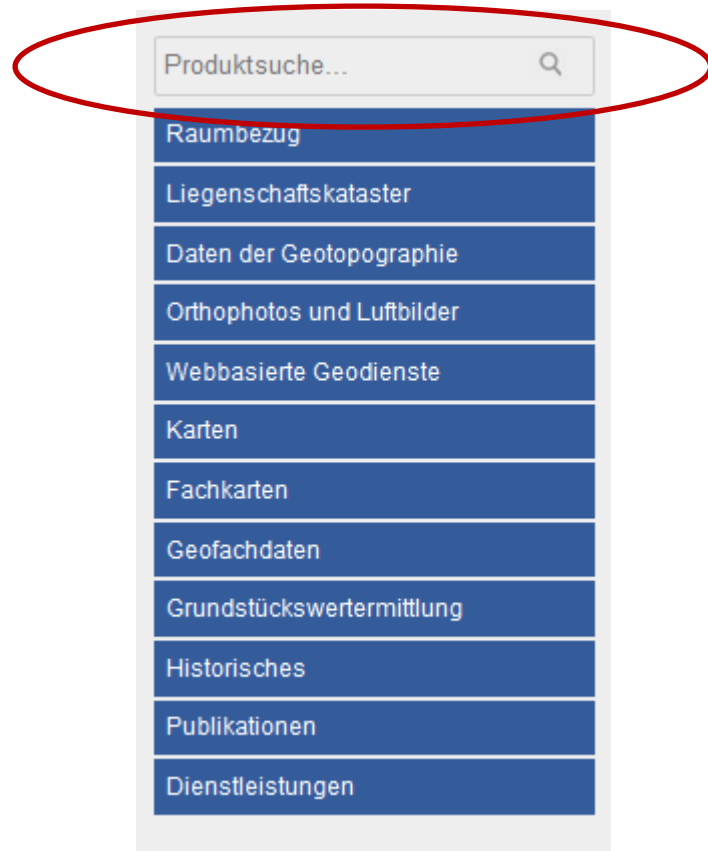 Produktsuche...
Raumbezug
Liegenschaftskataster
Daten der Geotopographie
Orthophotos und Luftbilder
Webbasierte Geodienste
Karten
Fachkarten
Geofachdaten
Grundstückswertermittlung
Historisches
Publikationen
Dienstleistungen